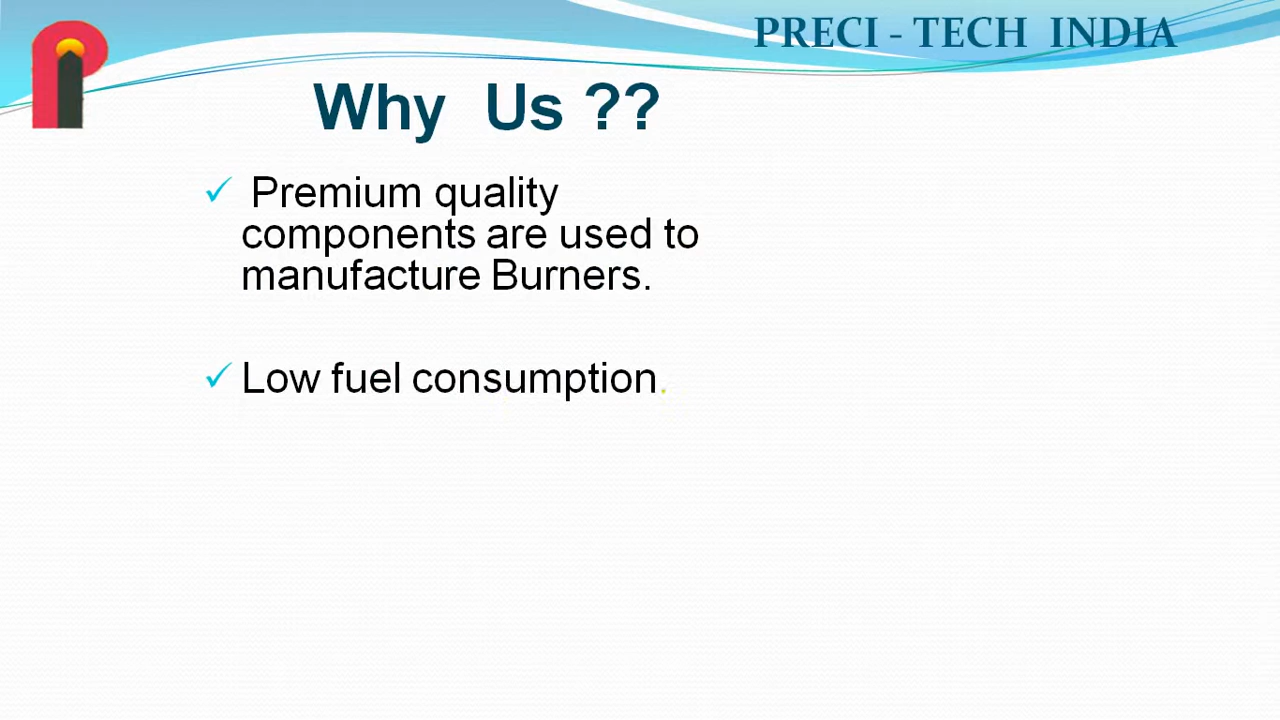 PRECI - TECH INDIA
Why Us ??
✓ Premium quality
components are used to
manufacture Burners.
✓ Low fuel consumption.